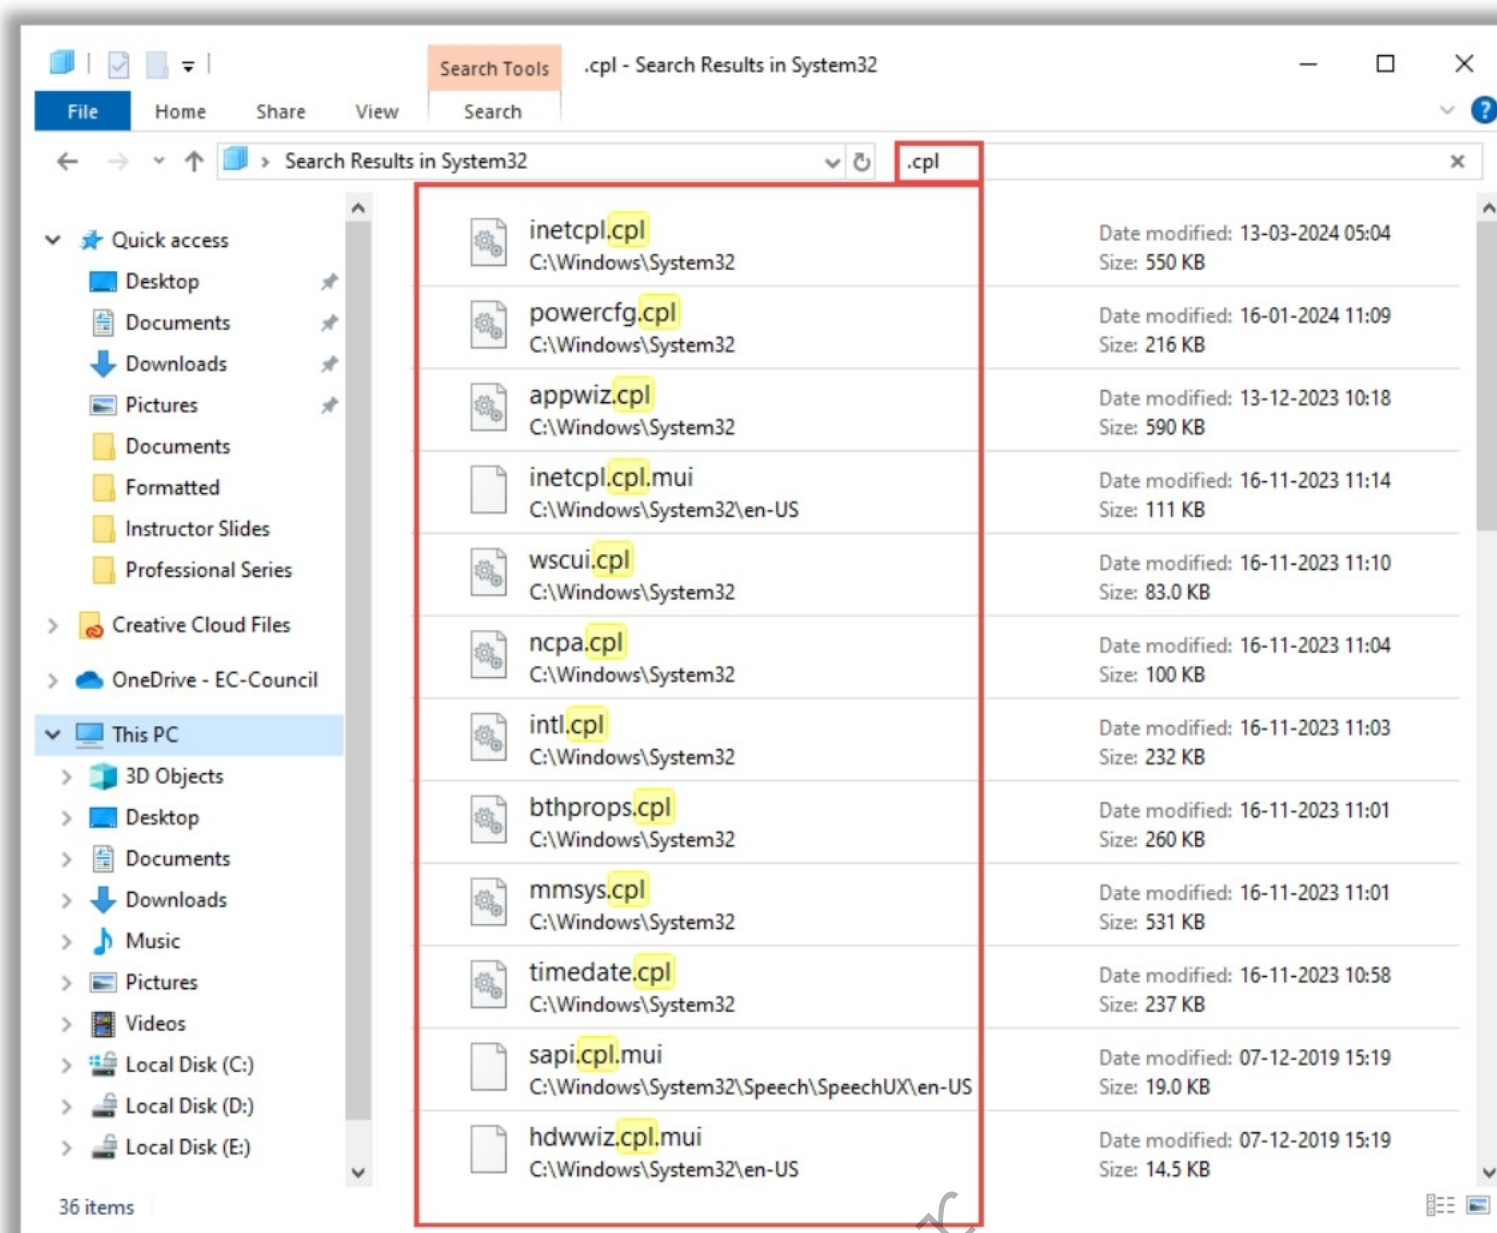 Search Tools
.cpl - Search Results in System32
File
Home
Share
View
Search
Search Results in System32
.cpl
Quick access
Desktop
Documents
Downloads
Pictures
Documents
Formatted
Instructor Slides
Professional Series
Creative Cloud Files
OneDrive - EC-Council
This PC
3D Objects
Desktop
Documents
Downloads
Music
Pictures
Videos
Local Disk (C:)
Local Disk (D:)
Local Disk (E:)
36 items
inetcpl.cpl
C:\Windows\System32
Date modified: 13-03-2024 05:04
Size: 550 KB
powercfg.cpl
C:\Windows\System32
Date modified: 16-01-2024 11:09
Size: 216 KB
appwiz.cpl
C:\Windows\System32
Date modified: 13-12-2023 10:18
Size: 590 KB
inetcpl.cpl.mui
C:\Windows\System32\en-US
Date modified: 16-11-2023 11:14
Size: 111 KB
wscui.cpl
C:\Windows\System32
Date modified: 16-11-2023 11:10
Size: 83.0 KB
ncpa.cpl
C:\Windows\System32
Date modified: 16-11-2023 11:04
Size: 100 KB
intl.cpl
C:\Windows\System32
Date modified: 16-11-2023 11:03
Size: 232 KB
bthprops.cpl
C:\Windows\System32
Date modified: 16-11-2023 11:01
Size: 260 KB
mmsys.cpl
C:\Windows\System32
Date modified: 16-11-2023 11:01
Size: 531 KB
timedate.cpl
C:\Windows\System32
Date modified: 16-11-2023 10:58
Size: 237 KB
sapi.cpl.mui
C:\Windows\System32\Speech\SpeechUX\en-US
Date modified: 07-12-2019 15:19
Size: 19.0 KB
hdwwiz.cpl.mui
C:\Windows\System32\en-US
Date modified: 07-12-2019 15:19
Size: 14.5 KB